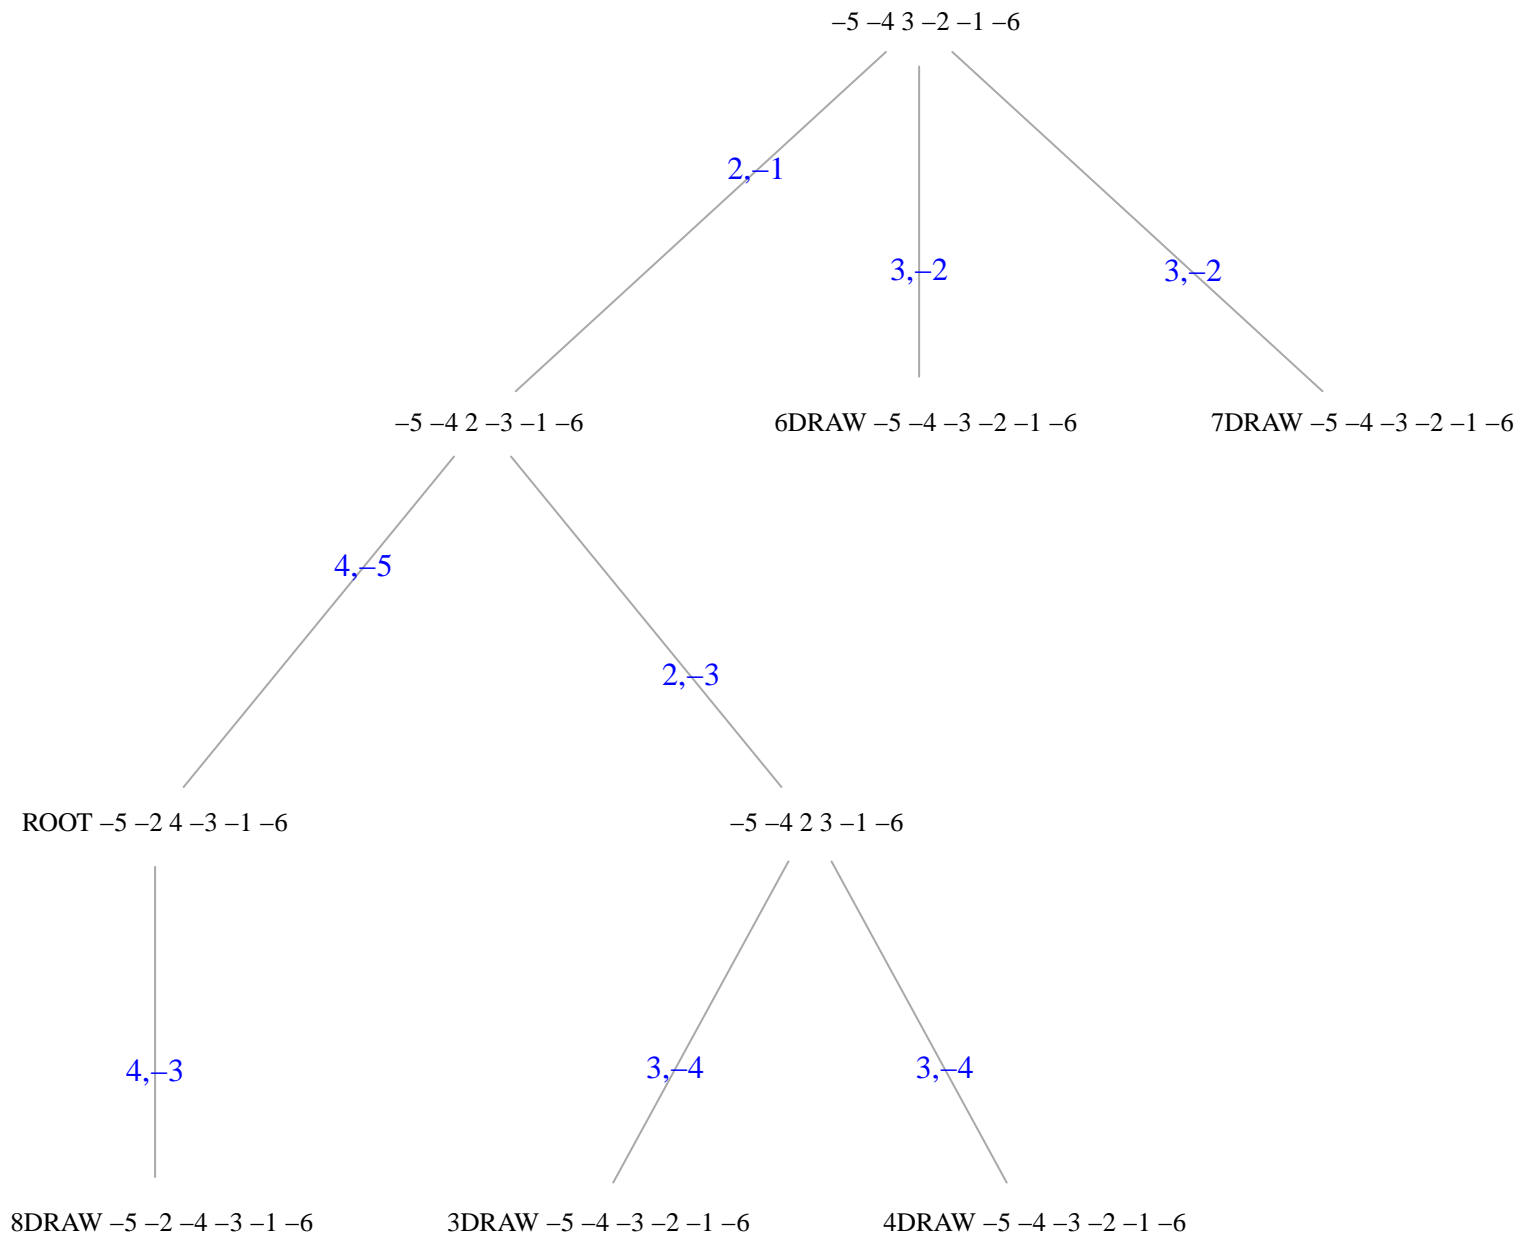 –5 –4 3 –2 –1 –6
2,–1
3,–2
3,–2
–5 –4 2 –3 –1 –6
6DRAW –5 –4 –3 –2 –1 –6
7DRAW –5 –4 –3 –2 –1 –6
4,–5
2,–3
ROOT –5 –2 4 –3 –1 –6
–5 –4 2 3 –1 –6
4,–3
3,–4
3,–4
8DRAW –5 –2 –4 –3 –1 –6
3DRAW –5 –4 –3 –2 –1 –6
4DRAW –5 –4 –3 –2 –1 –6